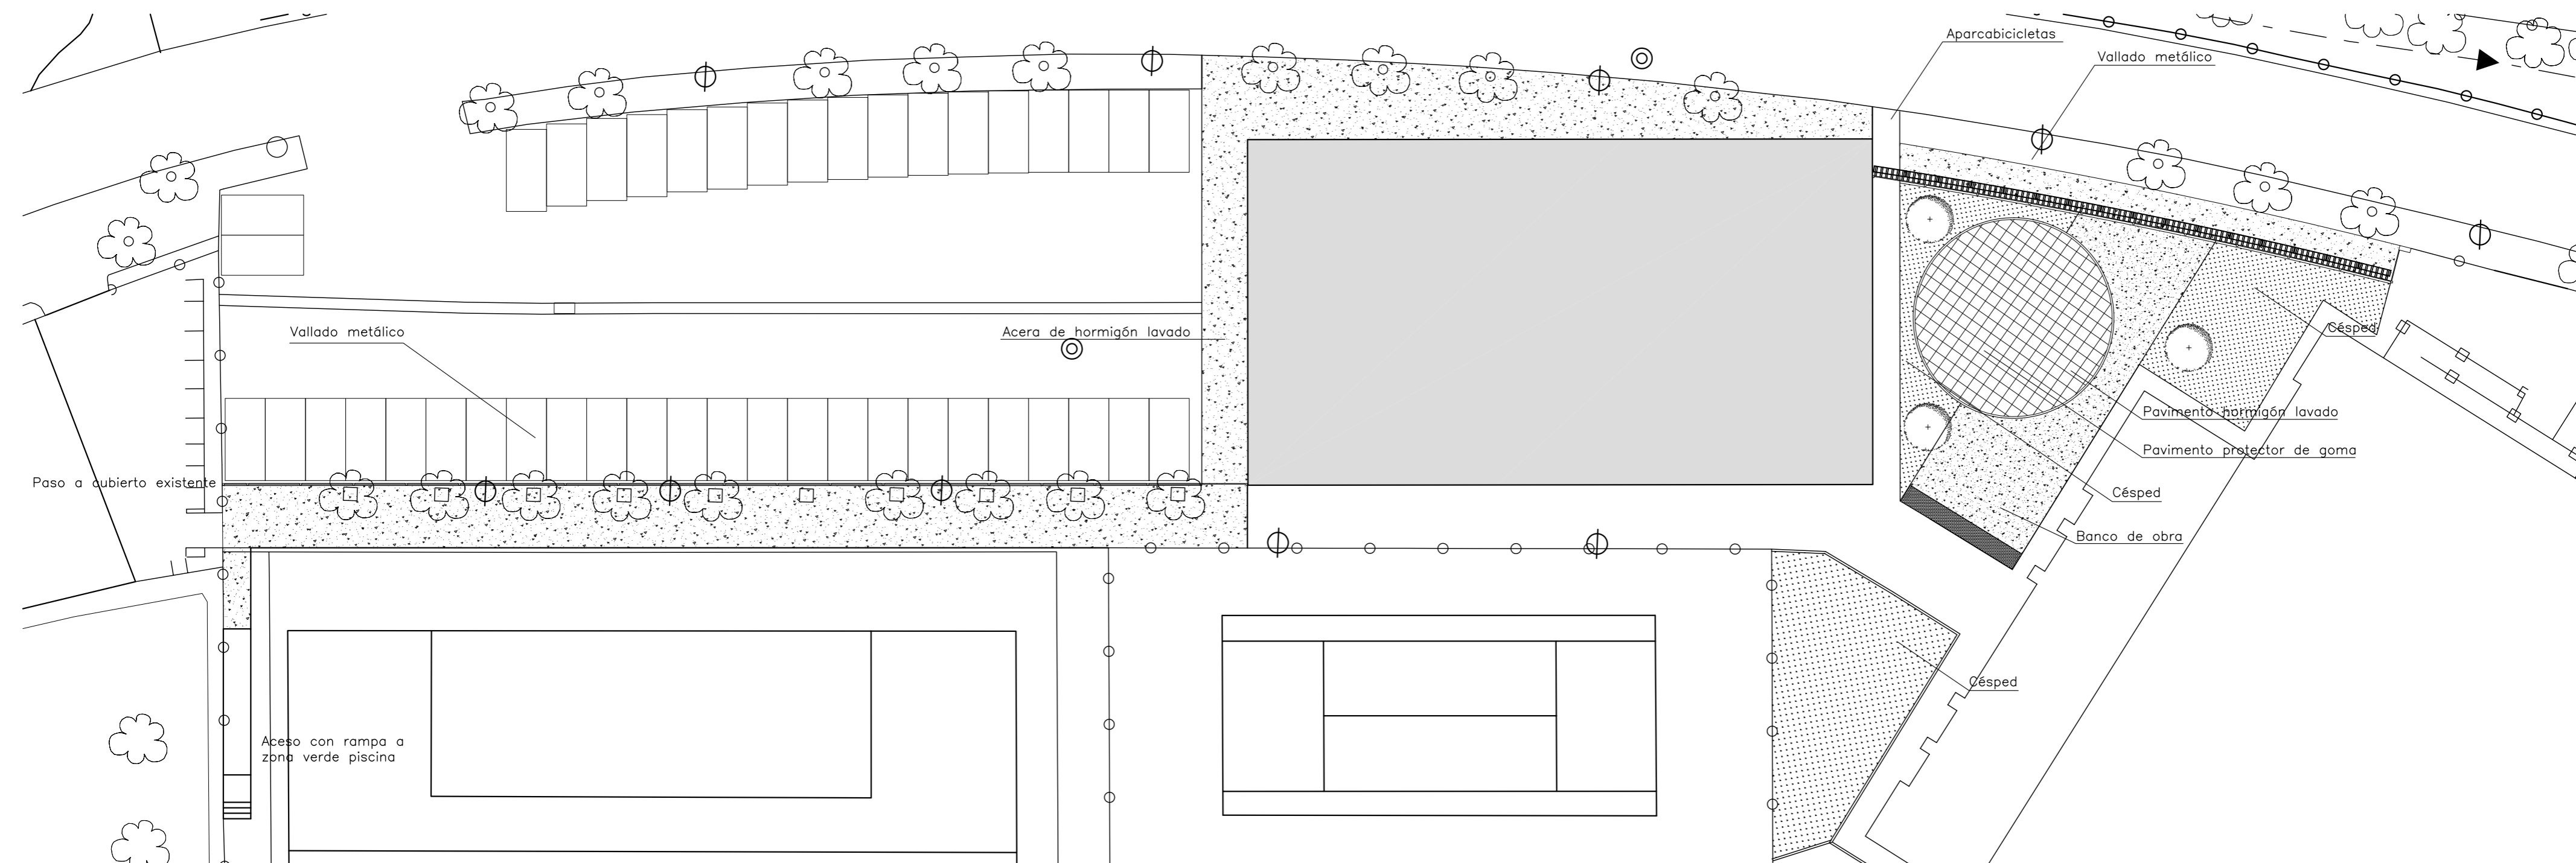 Aparcabicicletas
Vallado metálico
Vallado metálico
Acera de hormigón lavado
Césped
Pavimento hormigón lavado
Pavimento protector de goma
Paso a cubierto existente
Césped
Banco de obra
Césped
Aceso con rampa a
zona verde piscina